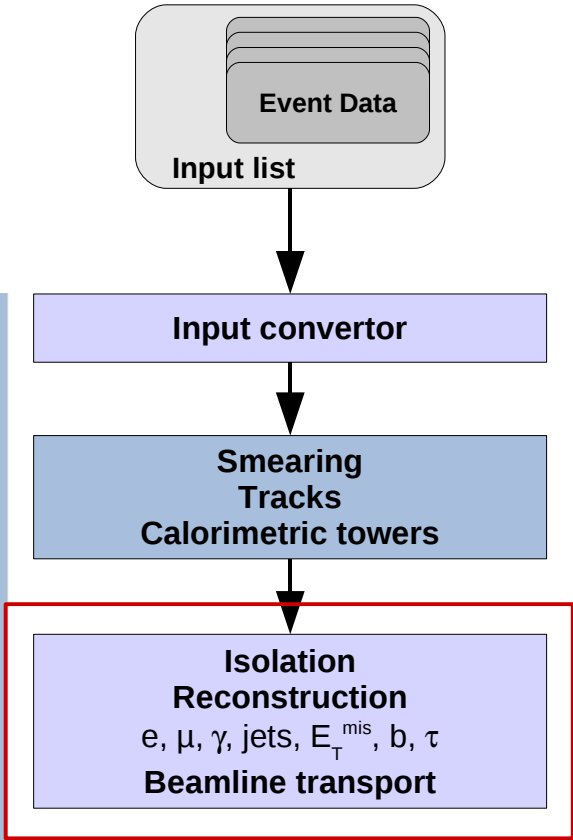 Event Data
Input list
Input convertor
Smearing
Tracks
Calorimetric towers
Isolation
Reconstruction
e, μ, γ, jets, E_T^mis, b, τ
Beamline transport